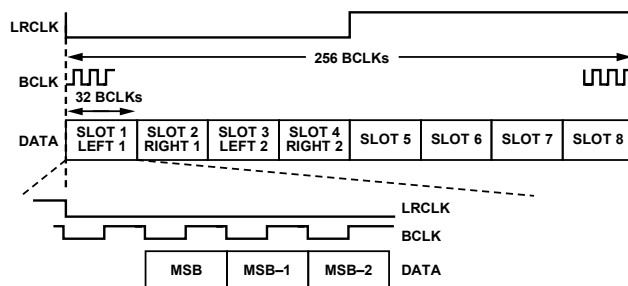 LRCLK
256 BCLKs
BCLK
32 BCLKs
DATA
SLOT 1
LEFT 1
SLOT 2
RIGHT 1
SLOT 3
LEFT 2
SLOT 4
RIGHT 2
SLOT 5
SLOT 6
SLOT 7
SLOT 8
LRCLK
BCLK
MSB
MSB–1
MSB–2
DATA